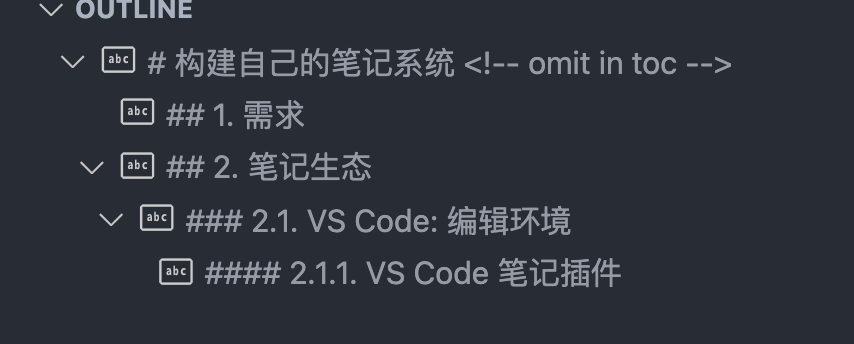 OUTLINE
abc # 构建自己的笔记系统 <!-- omit in toc -->
abc ## 1. 需求
abc ## 2. 笔记生态
abc ### 2.1. VS Code: 编辑环境
abc #### 2.1.1. VS Code 笔记插件